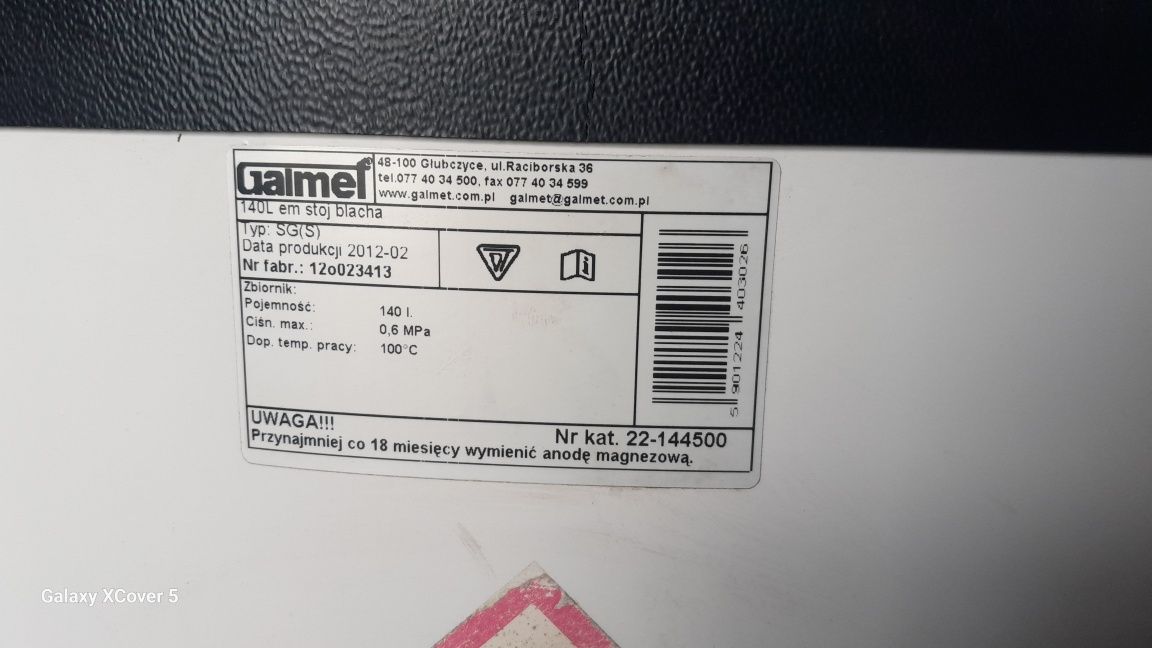 Galmet®
48-100 Głubczyce, ul.Raciborska 36
tel.077 40 34 500, fax 077 40 34 599
www.galmet.com.pl galmet@galmet.com.pl
140L em stoj blacha
Typ: SG(S)
Data produkcji 2012-02
Nr fabr.: 12o023413
Zbiornik:
Pojemność: 140 l.
Ciśn. max.: 0,6 MPa
Dop. temp. pracy: 100°C
5 901224 403026
UWAGA!!!
Nr kat. 22-144500
Przynajmniej co 18 miesięcy wymienić anodę magnezową.
Galaxy XCover 5